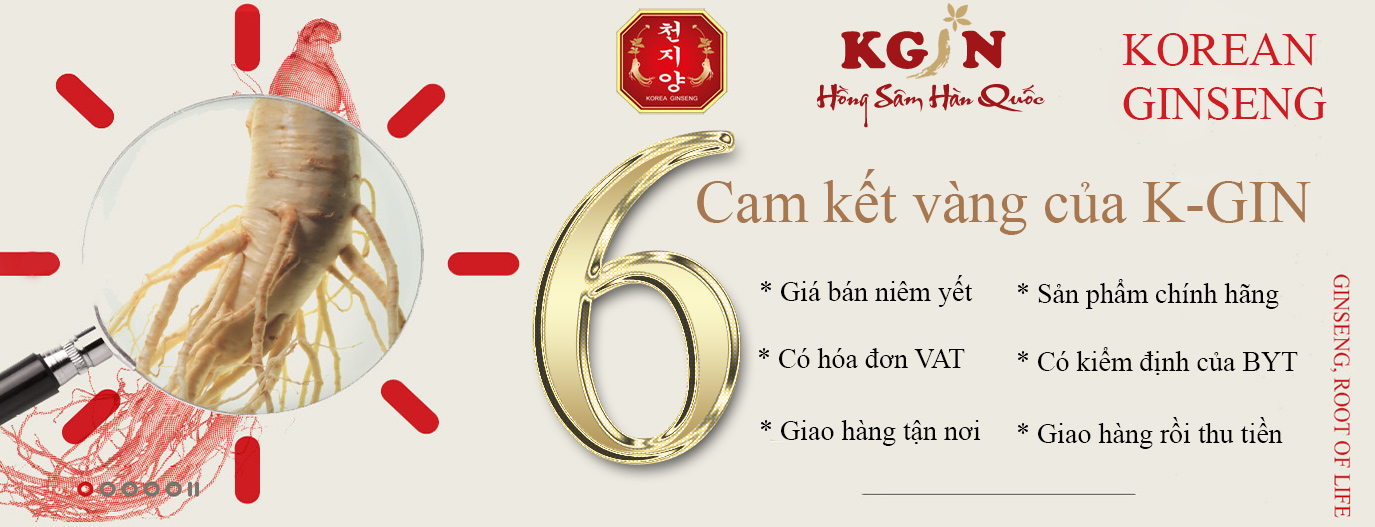 천
지
양
KOREA GINSENG
KGIN
Hồng Sâm Hàn Quốc
KOREAN
GINSENG
6
Cam kết vàng của K-GIN
* Giá bán niêm yết
* Sản phẩm chính hãng
* Có hóa đơn VAT
* Có kiểm định của BYT
* Giao hàng tận nơi
* Giao hàng rồi thu tiền
GINSENG, ROOT OF LIFE